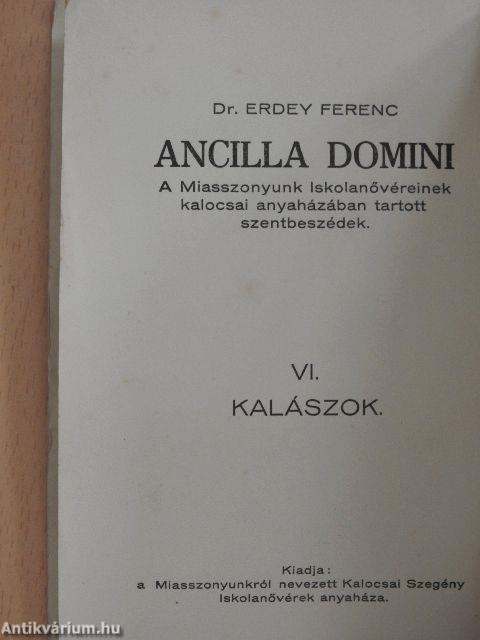 Dr. ERDEY FERENC
ANCILLA DOMINI
A Miasszonyunk Iskolanővéreinek
kalocsai anyaházában tartott
szentbeszédek.
VI.
KALÁSZOK.
Kiadja:
a Miasszonyunkról nevezett Kalocsai Szegény
Iskolanővérek anyaháza.
Antikvárium.hu